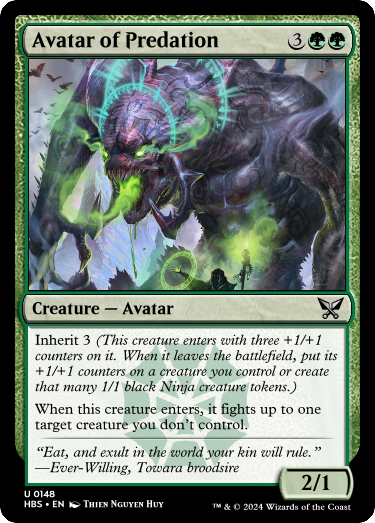 Avatar of Predation 3
Creature — Avatar
Inherit 3 (This creature enters with three +1/+1
counters on it. When it leaves the battlefield, put its
+1/+1 counters on a creature you control or create
that many 1/1 black Ninja creature tokens.)
When this creature enters, it fights up to one
target creature you don't control.
“Eat, and exult in the world your kin will rule.”
—Ever-Willing, Towara broodsire
2/1
U 0148
HBS • EN Thien Nguyen Huy
™ & © 2024 Wizards of the Coast